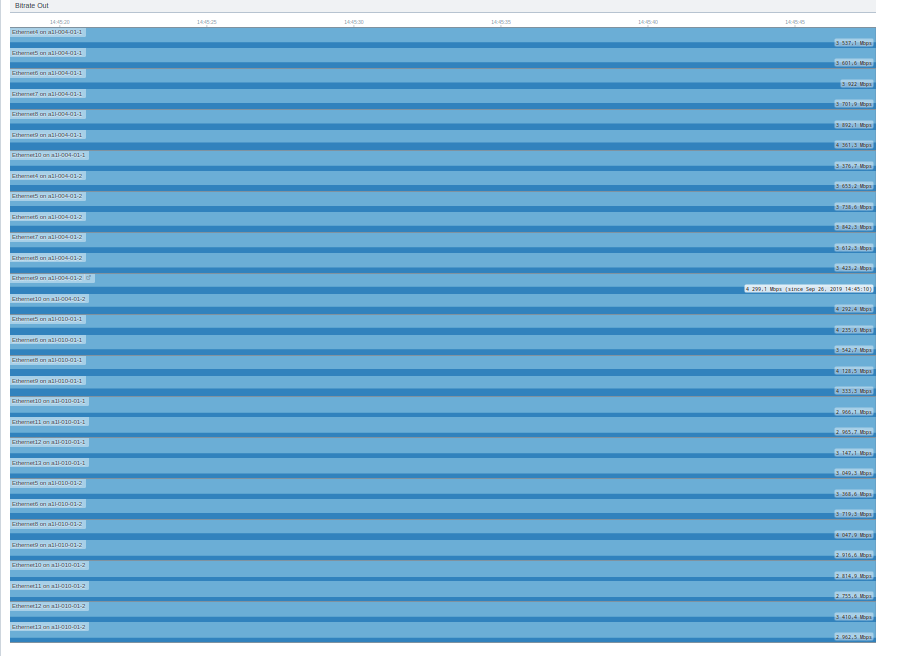 Bitrate Out
14:45:20 14:45:25 14:45:30 14:45:35 14:45:40 14:45:45
Ethernet4 on a1l-004-01-1
3 537.1 Mbps
Ethernet5 on a1l-004-01-1
3 601.6 Mbps
Ethernet6 on a1l-004-01-1
3 922 Mbps
Ethernet7 on a1l-004-01-1
3 701.9 Mbps
Ethernet8 on a1l-004-01-1
3 892.1 Mbps
Ethernet9 on a1l-004-01-1
4 361.3 Mbps
Ethernet10 on a1l-004-01-1
3 376.7 Mbps
Ethernet4 on a1l-004-01-2
3 653.2 Mbps
Ethernet5 on a1l-004-01-2
3 738.6 Mbps
Ethernet6 on a1l-004-01-2
3 842.3 Mbps
Ethernet7 on a1l-004-01-2
3 612.3 Mbps
Ethernet8 on a1l-004-01-2
3 423.2 Mbps
Ethernet9 on a1l-004-01-2
4 299.1 Mbps (since Sep 26, 2019 14:45:10)
Ethernet10 on a1l-004-01-2
4 292.4 Mbps
Ethernet5 on a1l-010-01-1
4 235.6 Mbps
Ethernet6 on a1l-010-01-1
3 542.7 Mbps
Ethernet8 on a1l-010-01-1
4 128.5 Mbps
Ethernet9 on a1l-010-01-1
4 333.3 Mbps
Ethernet10 on a1l-010-01-1
2 966.1 Mbps
Ethernet11 on a1l-010-01-1
2 965.7 Mbps
Ethernet12 on a1l-010-01-1
3 147.1 Mbps
Ethernet13 on a1l-010-01-1
3 049.3 Mbps
Ethernet5 on a1l-010-01-2
3 368.6 Mbps
Ethernet6 on a1l-010-01-2
3 719.3 Mbps
Ethernet8 on a1l-010-01-2
4 047.9 Mbps
Ethernet9 on a1l-010-01-2
2 916.6 Mbps
Ethernet10 on a1l-010-01-2
2 814.9 Mbps
Ethernet11 on a1l-010-01-2
2 755.6 Mbps
Ethernet12 on a1l-010-01-2
3 410.4 Mbps
Ethernet13 on a1l-010-01-2
2 962.5 Mbps